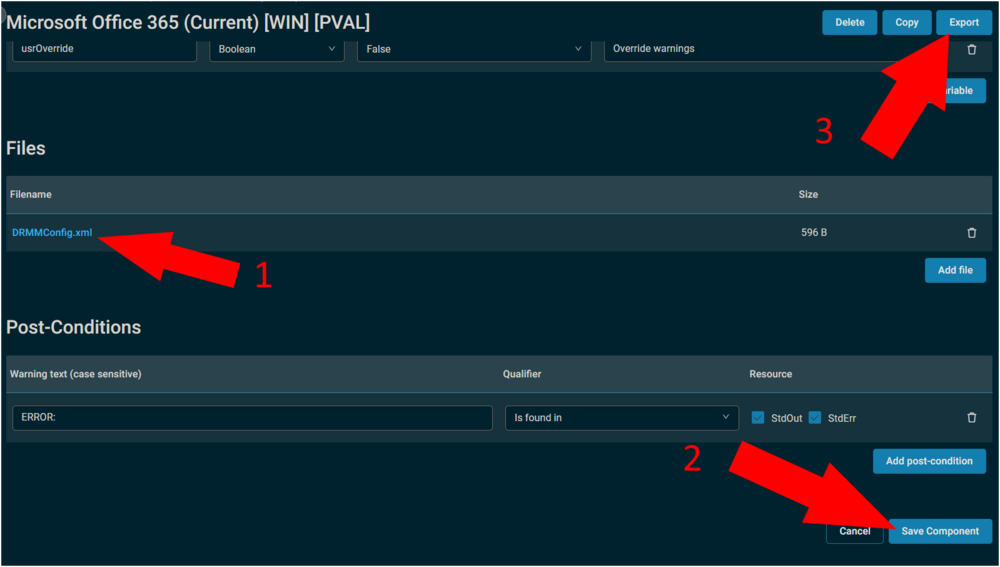 Microsoft Office 365 (Current) [WIN] [PVAL] Delete Copy Export
usrOverride Boolean False Override warnings
riable
3
Files
Filename Size
DRMMConfig.xml 596 B
1
Add file
Post-Conditions
Warning text (case sensitive) Qualifier Resource
ERROR: Is found in StdOut StdErr
2
Add post-condition
Cancel Save Component